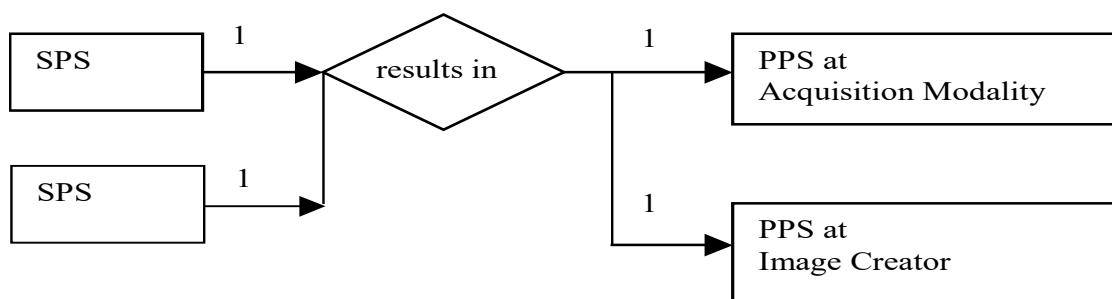 1
1
SPS
results in
PPS at
Acquisition Modality
SPS
1
1
PPS at
Image Creator